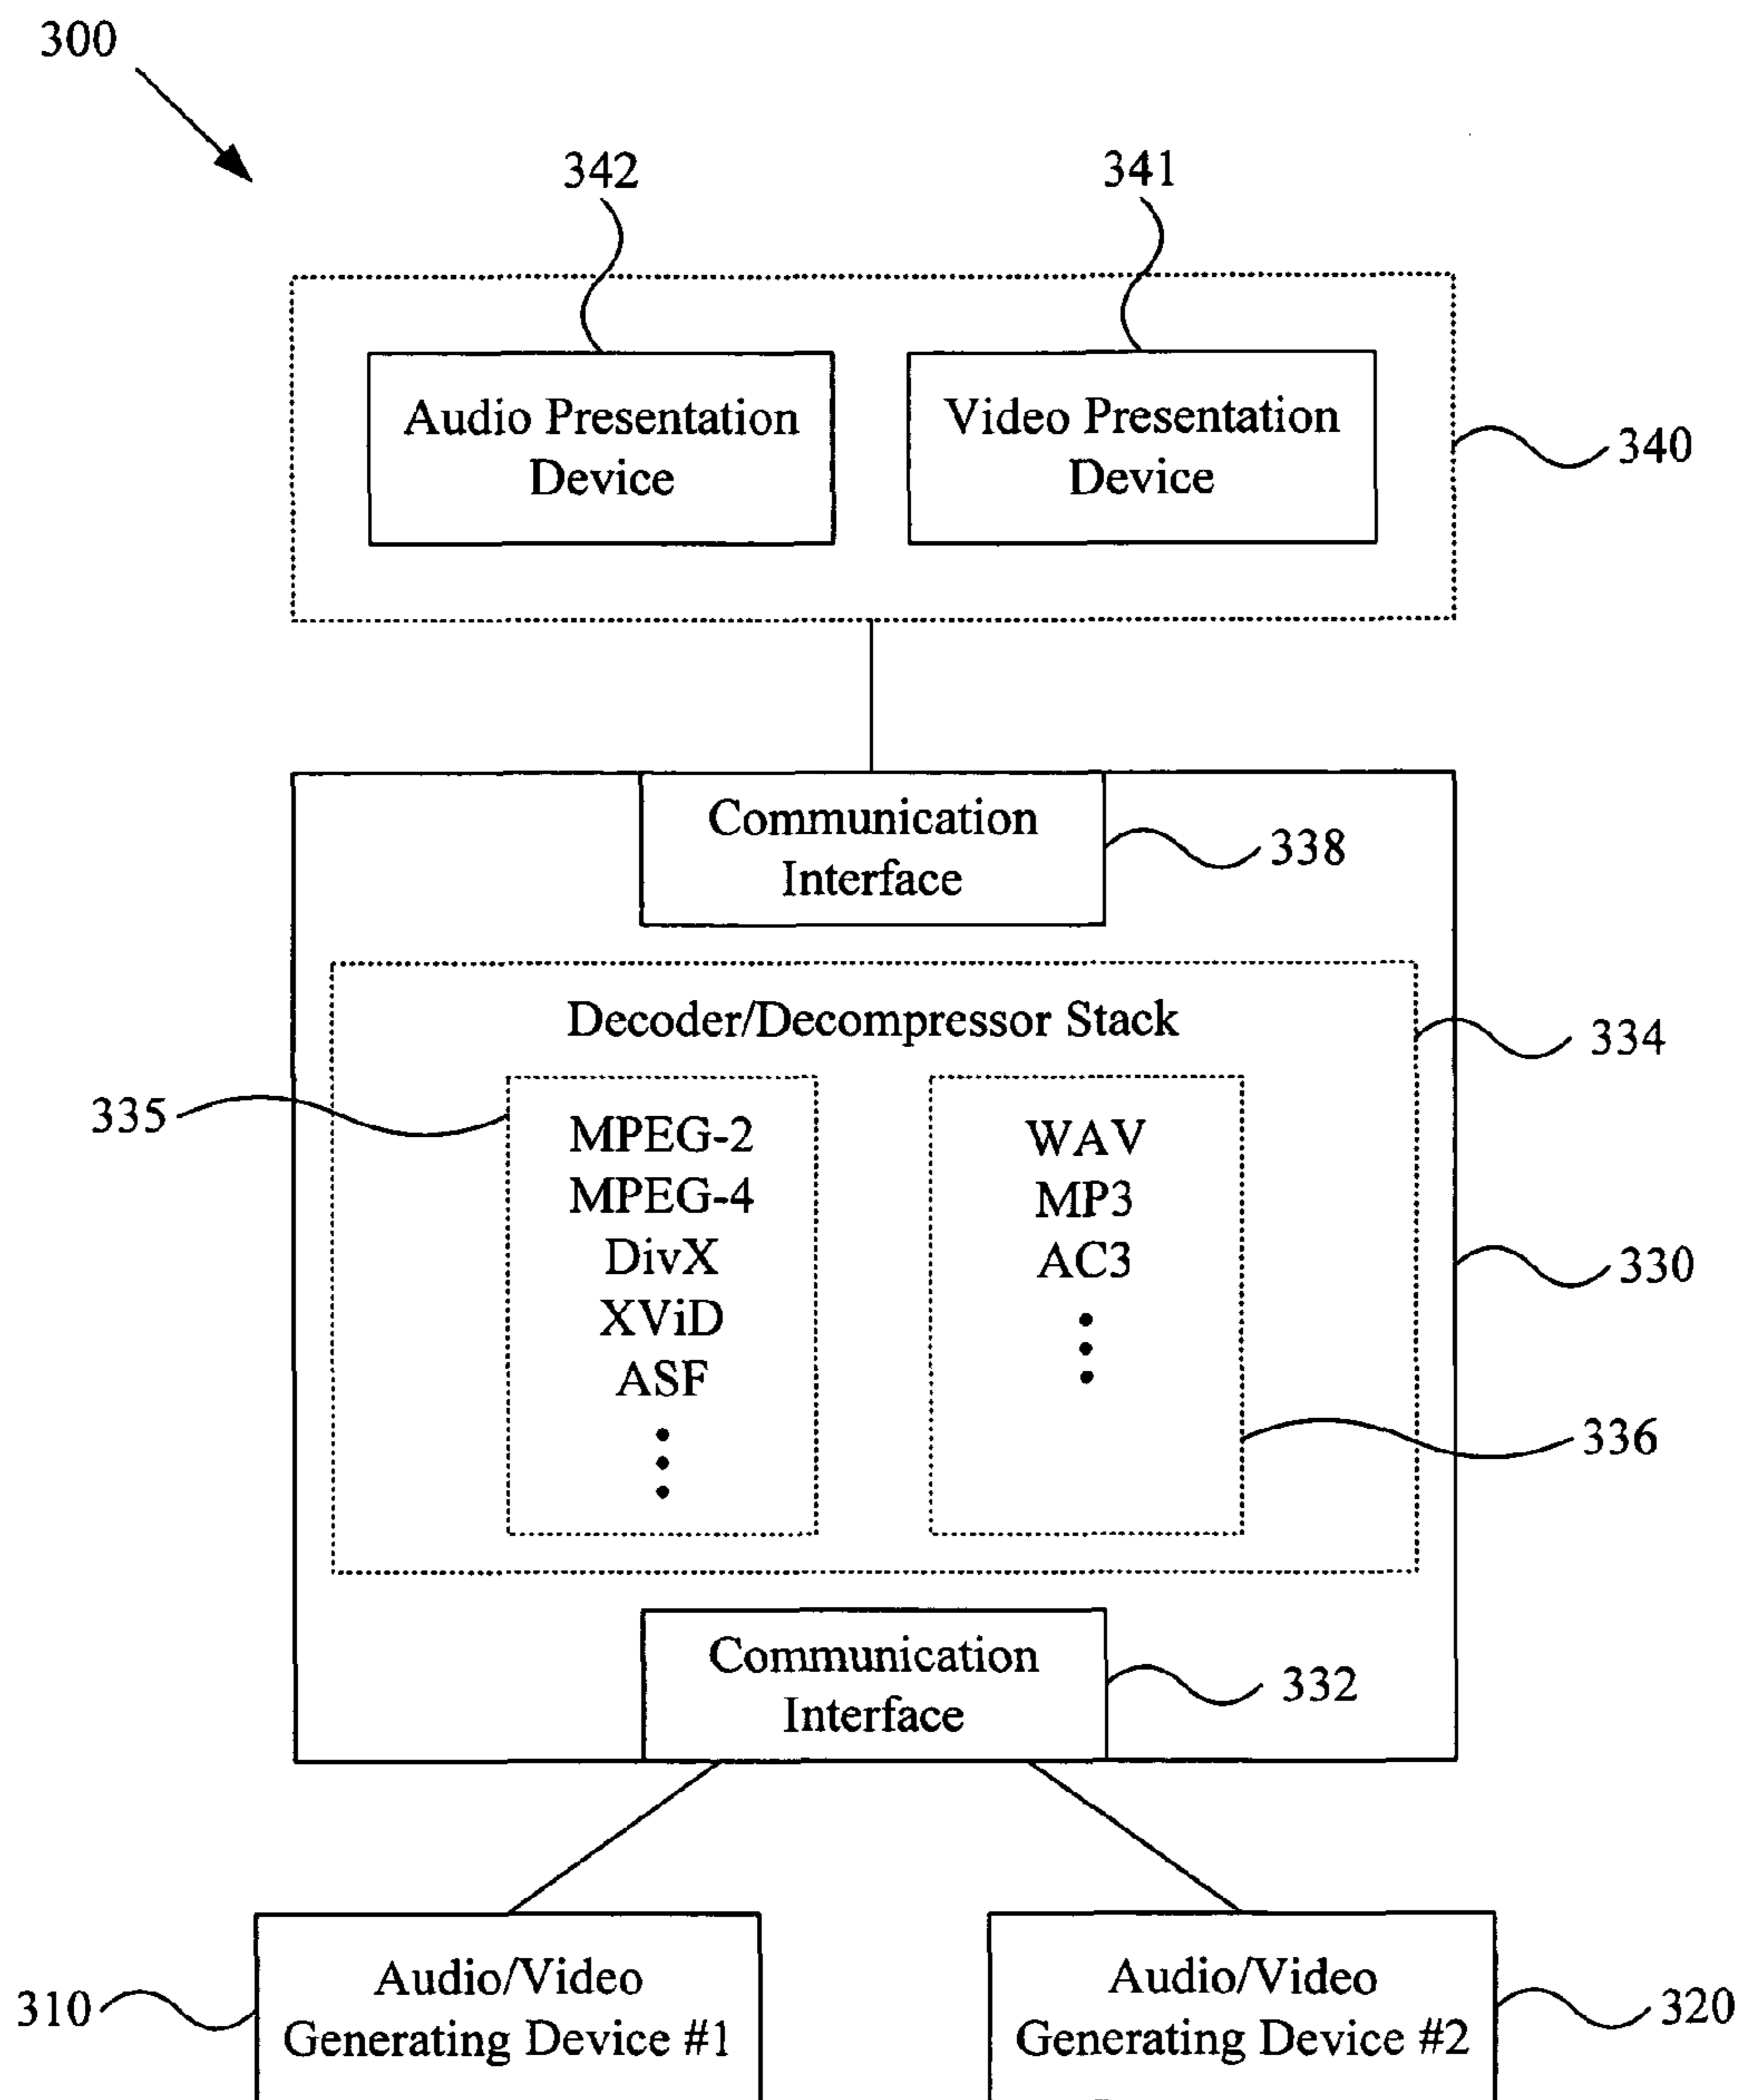 300
342
341
Audio Presentation
Device
Video Presentation
Device
340
Communication
Interface
338
Decoder/Decompressor Stack
334
335
MPEG-2
MPEG-4
DivX
XViD
ASF
WAV
MP3
AC3
330
336
Communication
Interface
332
310
Audio/Video
Generating Device #1
Audio/Video
Generating Device #2
320